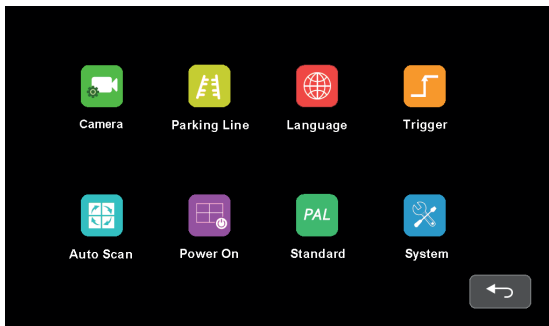 Camera
Parking Line
Language
Trigger
PAL
Auto Scan
Power On
Standard
System